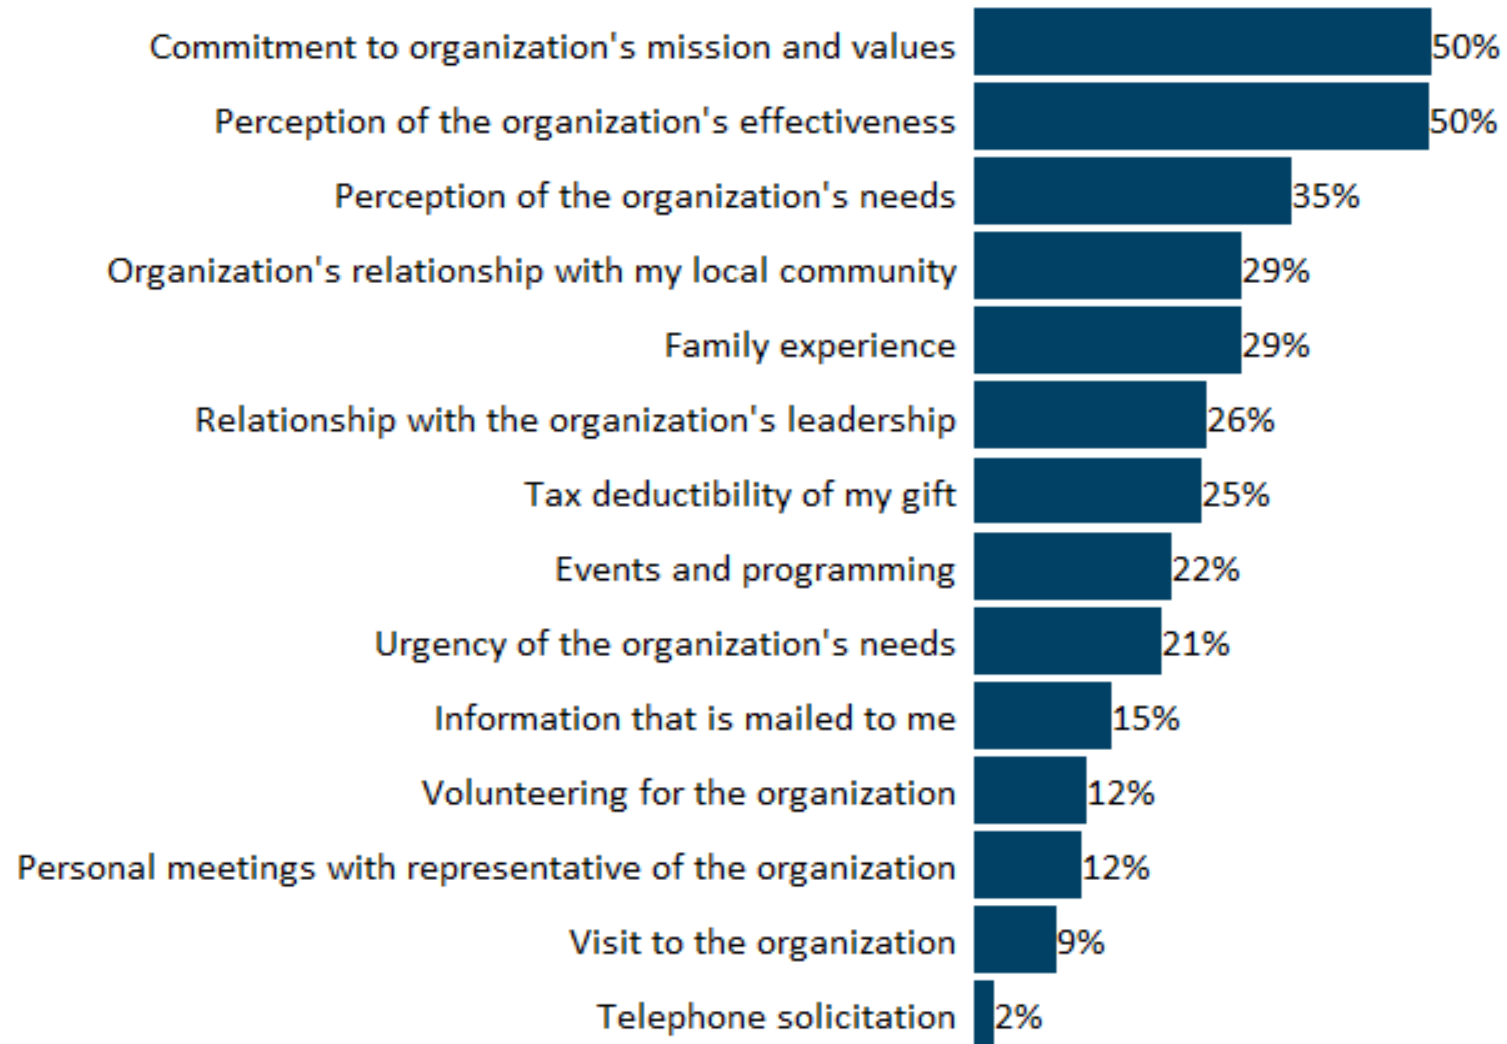 Commitment to organization's mission and values 50%
Perception of the organization's effectiveness 50%
Perception of the organization's needs 35%
Organization's relationship with my local community 29%
Family experience 29%
Relationship with the organization's leadership 26%
Tax deductibility of my gift 25%
Events and programming 22%
Urgency of the organization's needs 21%
Information that is mailed to me 15%
Volunteering for the organization 12%
Personal meetings with representative of the organization 12%
Visit to the organization 9%
Telephone solicitation 2%